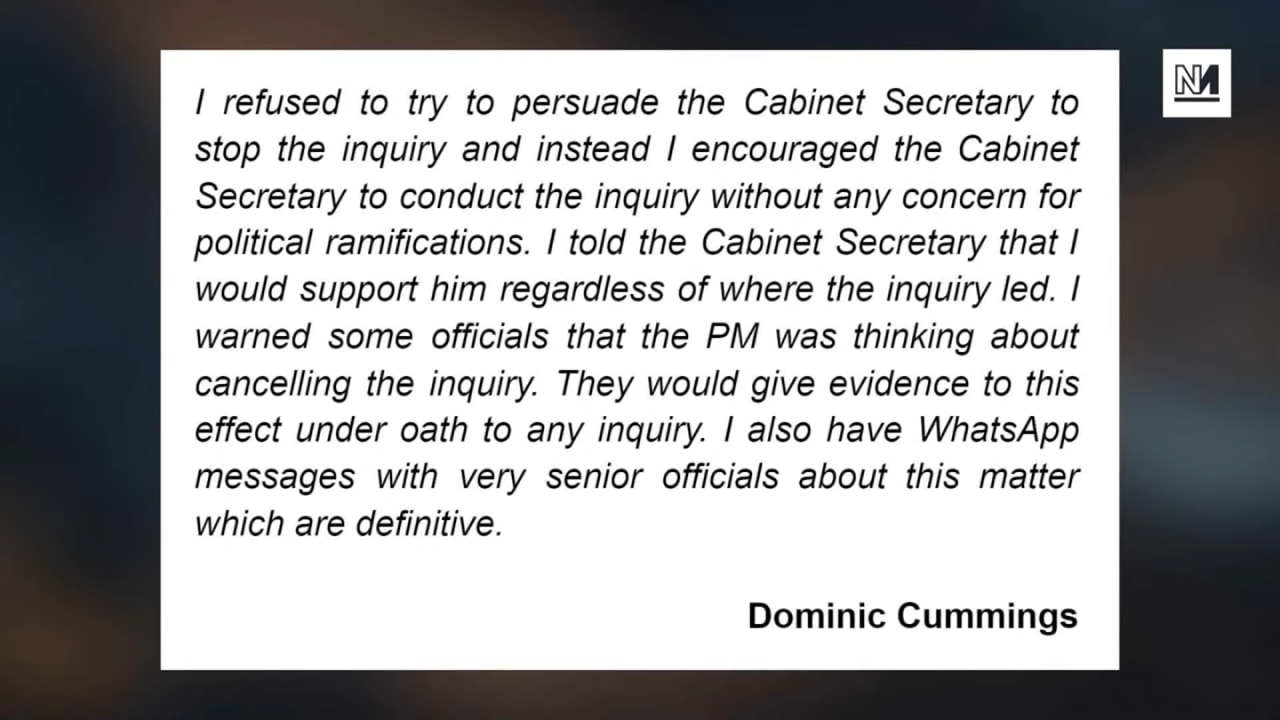 I refused to try to persuade the Cabinet Secretary to
stop the inquiry and instead I encouraged the Cabinet
Secretary to conduct the inquiry without any concern for
political ramifications. I told the Cabinet Secretary that I
would support him regardless of where the inquiry led. I
warned some officials that the PM was thinking about
cancelling the inquiry. They would give evidence to this
effect under oath to any inquiry. I also have WhatsApp
messages with very senior officials about this matter
which are definitive.
Dominic Cummings
NM